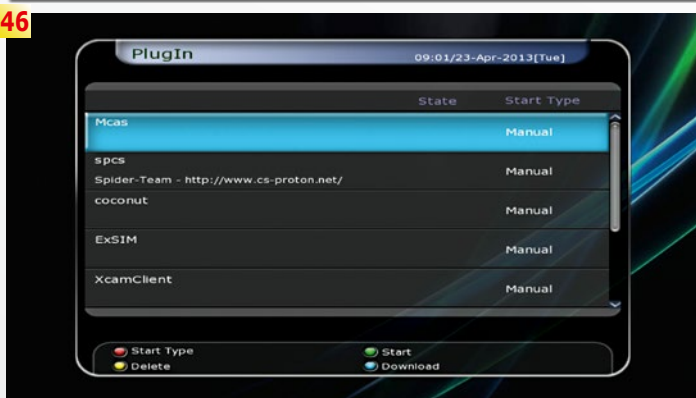 46
PlugIn
09:01/23-Apr-2013[Tue]
State Start Type
Mcas
Manual
spcs
Spider-Team - http://www.cs-proton.net/
Manual
coconut
Manual
ExSIM
Manual
XcamClient
Manual
Start Type
Start
Delete
Download